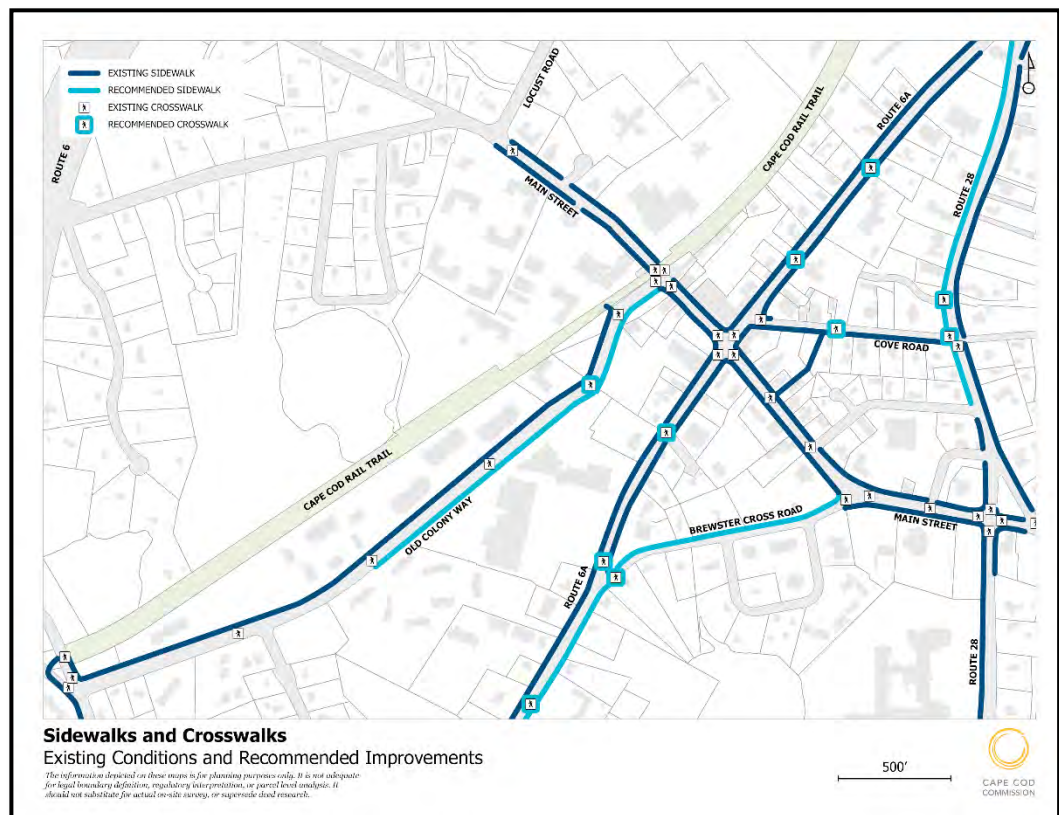 EXISTING SIDEWALK
RECOMMENDED SIDEWALK
EXISTING CROSSWALK
RECOMMENDED CROSSWALK
ROUTE 6
LOCUST ROAD
MAIN STREET
CAPE COD RAIL TRAIL
ROUTE 6A
ROUTE 28
COVE ROAD
CAPE COD RAIL TRAIL
OLD COLONY WAY
BREWSTER CROSS ROAD
MAIN STREET
ROUTE 6A
ROUTE 28
Sidewalks and Crosswalks
Existing Conditions and Recommended Improvements
The information depicted on these maps is for planning purposes only. It is not adequate
for legal boundary definition, regulatory interpretation, or parcel level analysis. It
should not substitute for actual on-site survey, or supersede deed research.
500'
CAPE COD
COMMISSION